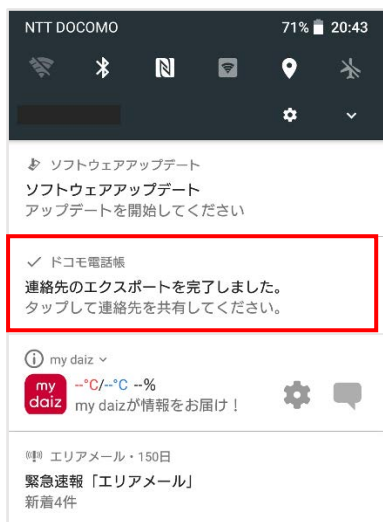 NTT DOCOMO 71% 20:43
ソフトウェアアップデート
ソフトウェアアップデート
アップデートを開始してください
ドコモ電話帳
連絡先のエクスポートを完了しました。
タップして連絡先を共有してください。
my daiz
my daiz
--°C/--°C --%
my daizが情報をお届け！
エリアメール・150日
緊急速報「エリアメール」
新着4件